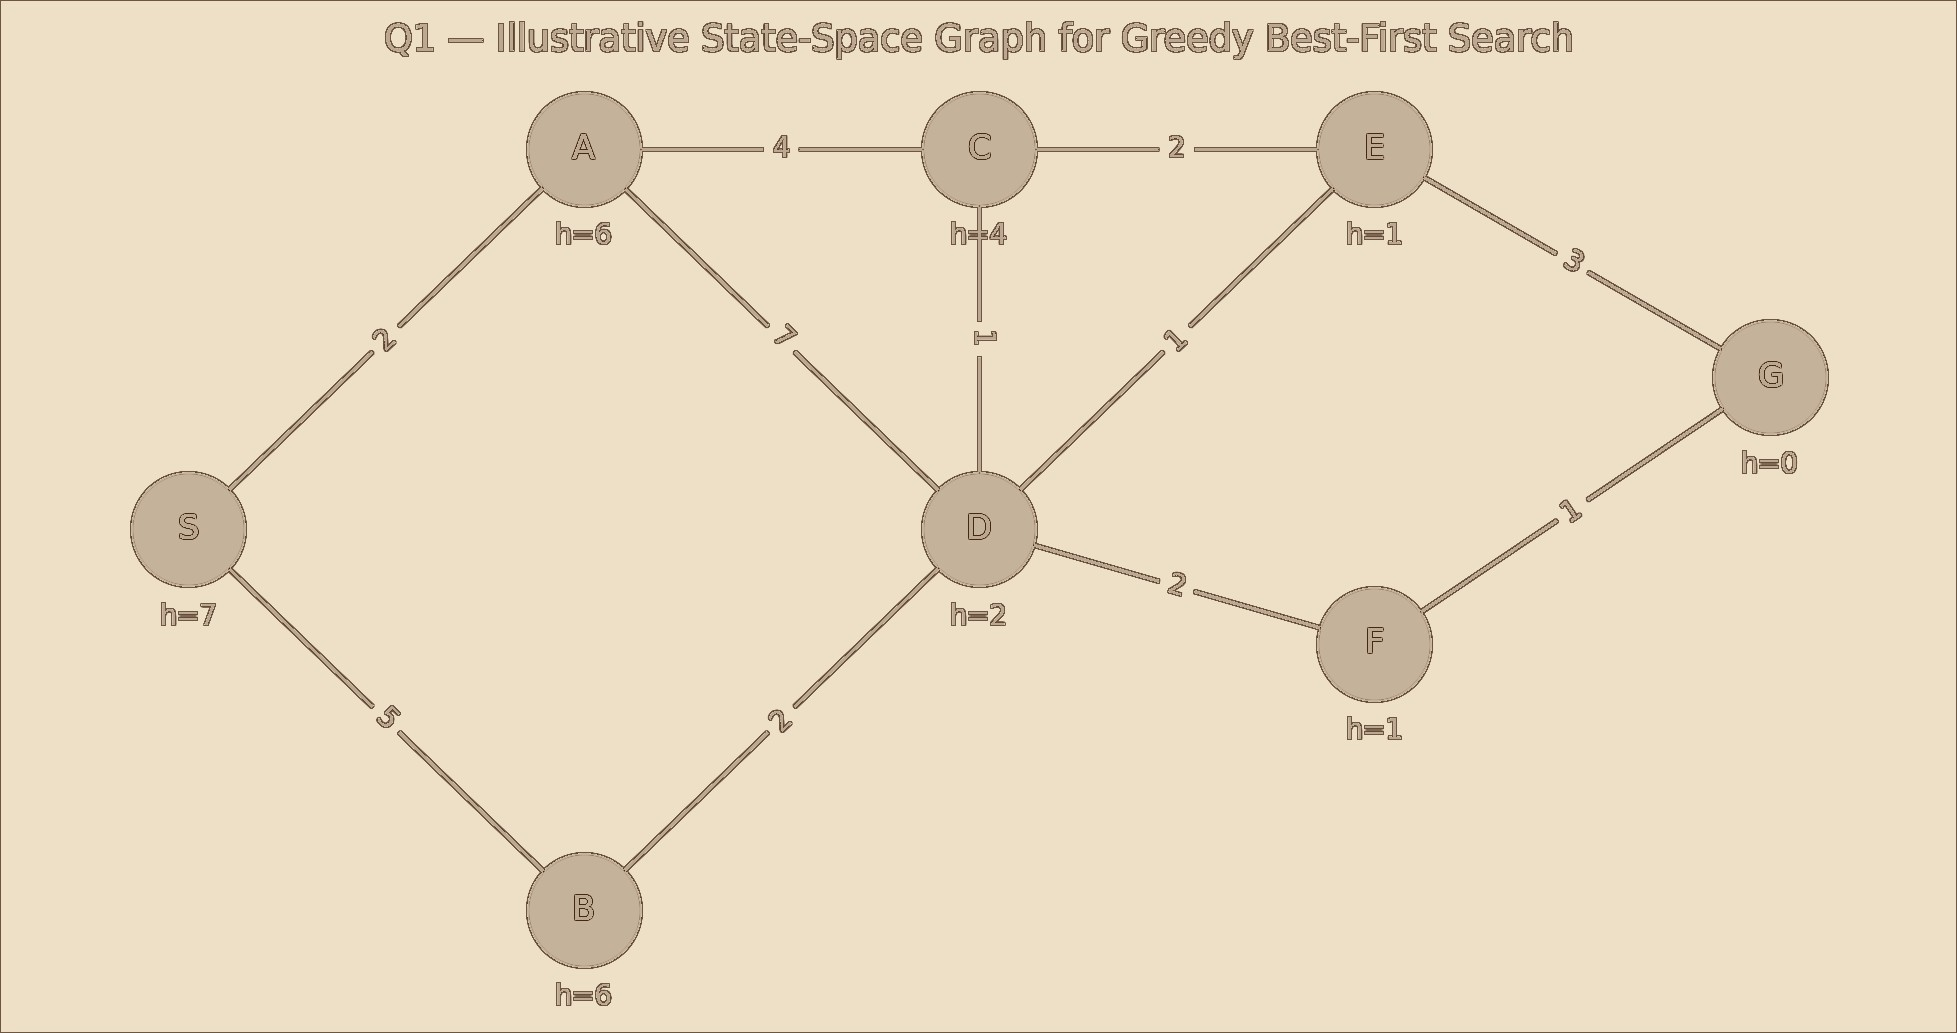 Q1 — Illustrative State-Space Graph for Greedy Best-First Search
A
4
C
2
E
h=6
h=4
h=1
3
2
7
1
1
G
h=0
S
D
1
h=7
h=2
2
F
h=1
5
2
B
h=6